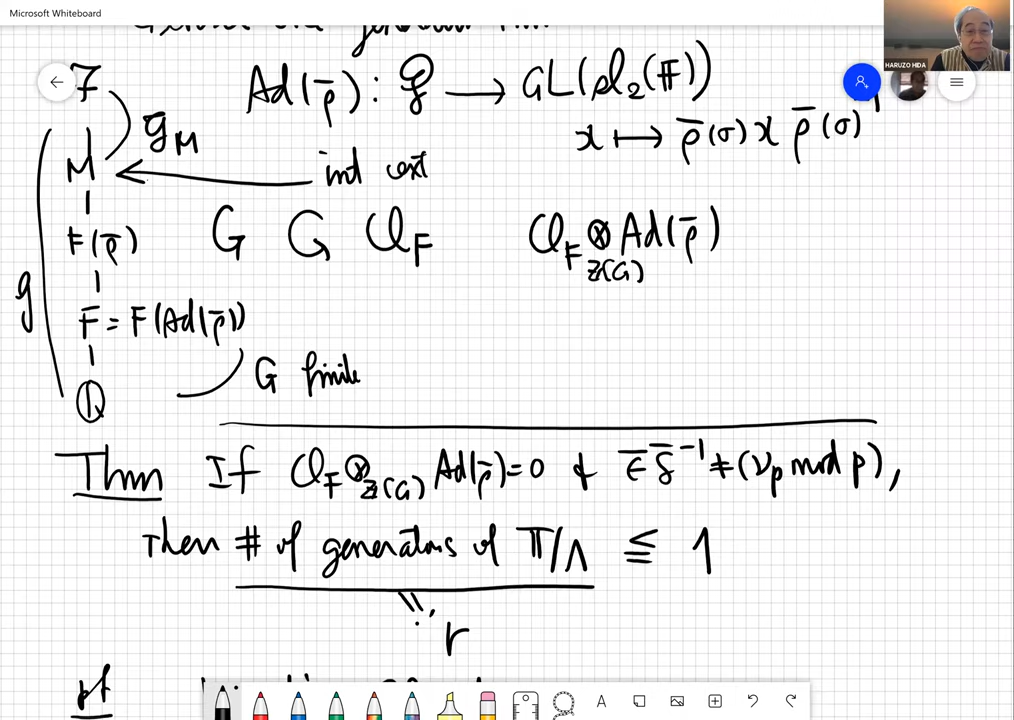 Microsoft Whiteboard
HARUZO HIDA
Ad(ρ̄) : 𝒢 ⟶ GL(sl₂(𝔽))
x ⟼ ρ̄(σ) x ρ̄(σ)⁻¹
g_M
M ⟵ int ext
F(ρ̄)
G G Cl_F Cl_F ⊗_{ℤ[G]} Ad(ρ̄)
g
F = F(Ad(ρ̄))
G finite
ℚ
Thm If Cl_F ⊗_{ℤ[G]} Ad(ρ̄) = 0 & ε̄ δ̄⁻¹ ≠ (ν_p mod p),
Then # of generators of 𝕋/Λ ≦ 1
r
pf
A